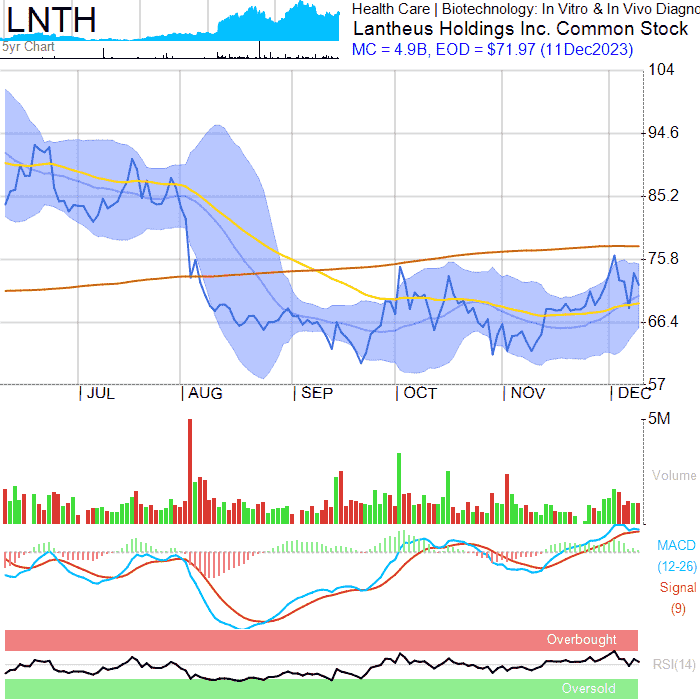 LNTH
Health Care | Biotechnology: In Vitro & In Vivo Diagno
Lantheus Holdings Inc. Common Stock
MC = 4.9B, EOD = $71.97 (11Dec2023)
5yr Chart
104
94.6
85.2
75.8
66.4
57
JUL AUG SEP OCT NOV DEC
5M
Volume
MACD
(12-26)
Signal
(9)
Overbought
RSI(14)
Oversold